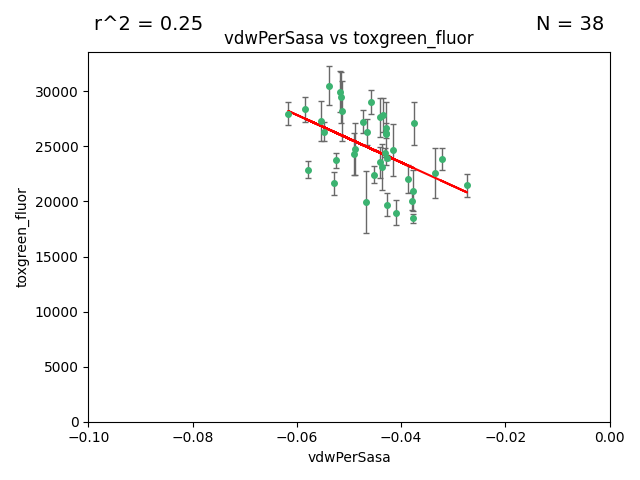 r^2 = 0.25
N = 38
vdwPerSasa vs toxgreen_fluor
30000
25000
20000
15000
10000
5000
0
toxgreen_fluor
−0.10
−0.08
−0.06
−0.04
−0.02
0.00
vdwPerSasa